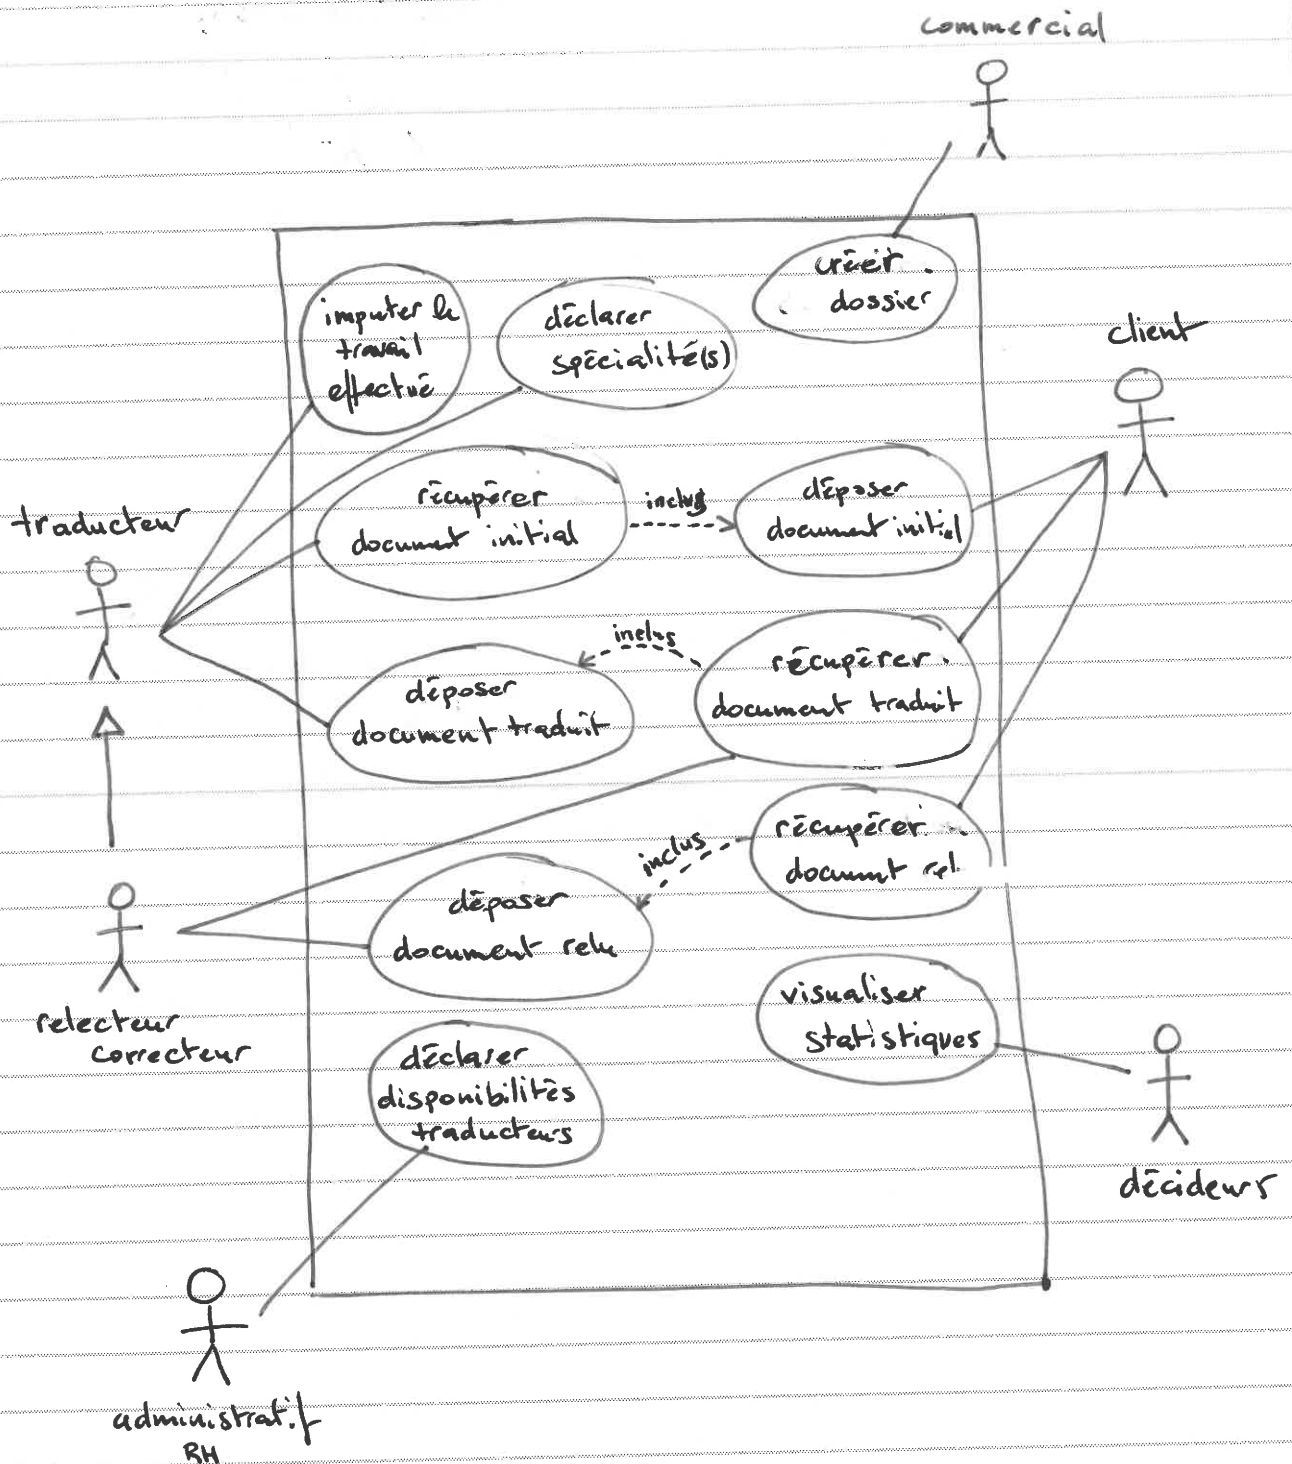 commercial
créer
dossier
imputer le
travail
effectué
déclarer
spécialité(s)
client
récupérer
document initial
inclus
déposer
document initial
traducteur
inclus
déposer
document traduit
récupérer
document traduit
récupérer
document rel
inclus
déposer
document relu
relecteur
correcteur
visualiser
statistiques
déclarer
disponibilités
traducteurs
décideurs
administratif
RH